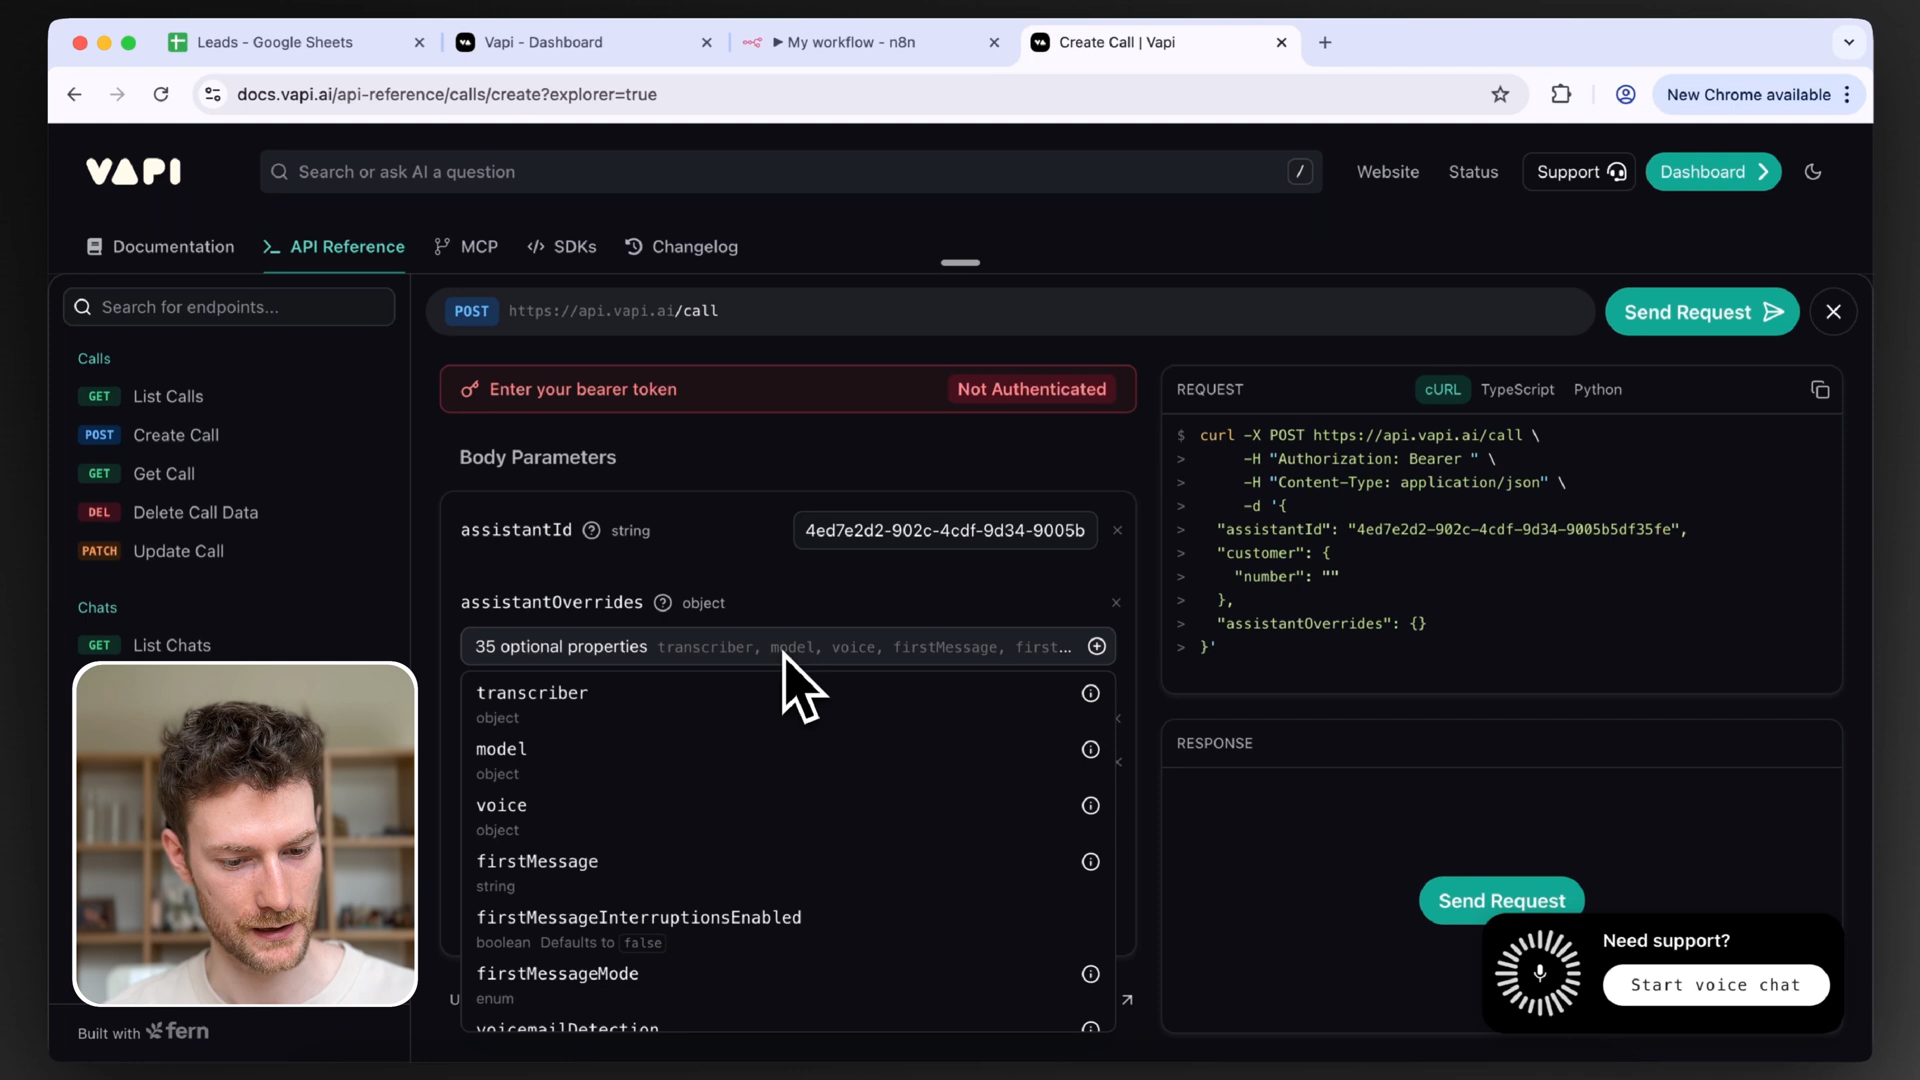 Leads - Google Sheets
Vapi - Dashboard
My workflow - n8n
Create Call | Vapi
docs.vapi.ai/api-reference/calls/create?explorer=true
New Chrome available
VAPI
Search or ask AI a question
/
Website
Status
Support
Dashboard
Documentation
API Reference
MCP
SDKs
Changelog
Search for endpoints...
POST https://api.vapi.ai/call
Send Request
Calls
GET List Calls
POST Create Call
GET Get Call
DEL Delete Call Data
PATCH Update Call
Chats
GET List Chats
Built with fern
Enter your bearer token
Not Authenticated
Body Parameters
assistantId string 4ed7e2d2-902c-4cdf-9d34-9005b
assistantOverrides object
35 optional properties transcriber, model, voice, firstMessage, first...
transcriber
object
model
object
voice
object
firstMessage
string
firstMessageInterruptionsEnabled
boolean Defaults to false
firstMessageMode
enum
voicemailDetection
U
REQUEST
cURL TypeScript Python
$ curl -X POST https://api.vapi.ai/call \
> -H "Authorization: Bearer " \
> -H "Content-Type: application/json" \
> -d '{
> "assistantId": "4ed7e2d2-902c-4cdf-9d34-9005b5df35fe",
> "customer": {
> "number": ""
> },
> "assistantOverrides": {}
> }'
RESPONSE
Send Request
Need support?
Start voice chat